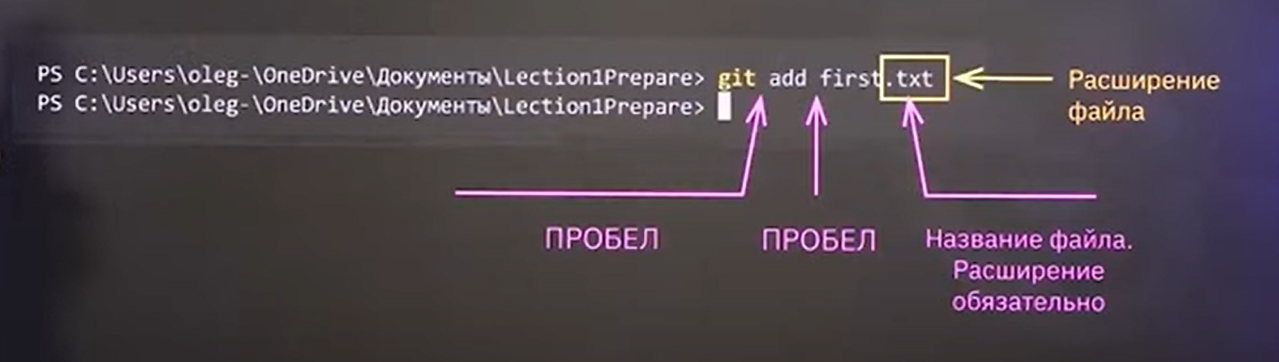 PS C:\Users\oleg-\OneDrive\Документы\Lection1Prepare> git add first.txt
PS C:\Users\oleg-\OneDrive\Документы\Lection1Prepare>
Расширение
файла
ПРОБЕЛ
ПРОБЕЛ
Название файла.
Расширение
обязательно